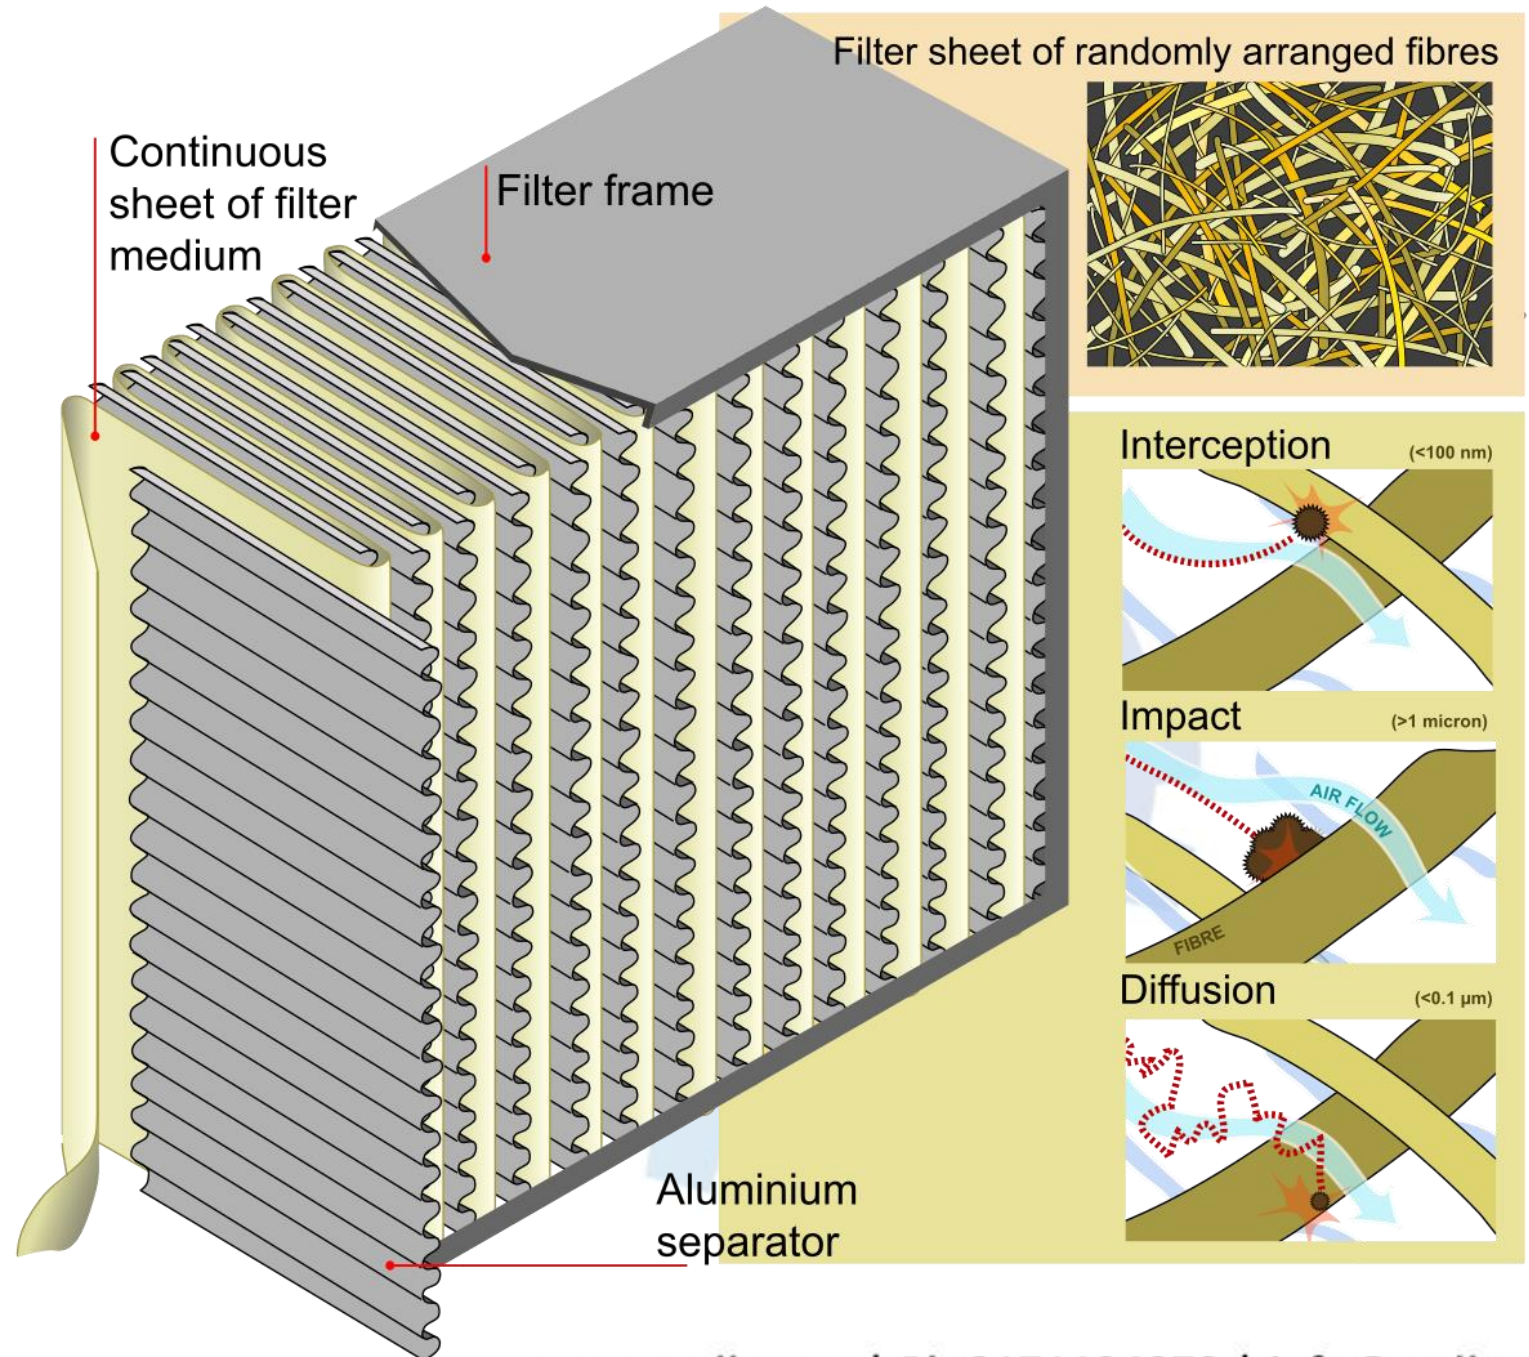 Filter sheet of randomly arranged fibres
Continuous
sheet of filter
medium
Filter frame
Interception
(<100 nm)
Impact
(>1 micron)
AIR FLOW
FIBRE
Diffusion
(<0.1 µm)
Aluminium
separator